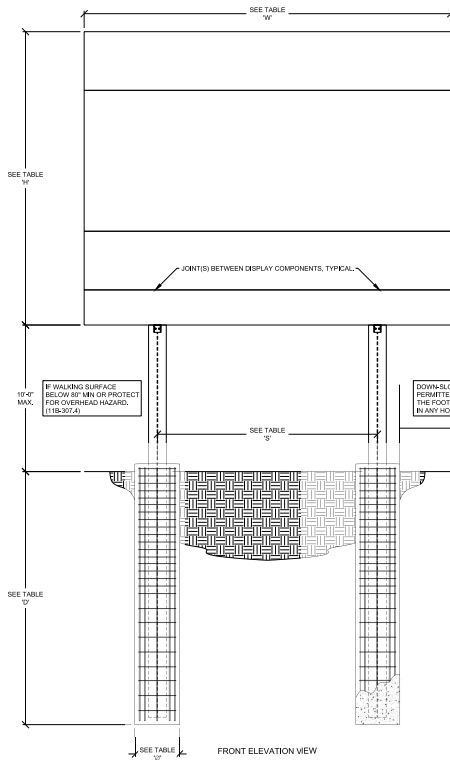 SEE TABLE
'W'
SEE TABLE
'H'
JOINT(S) BETWEEN DISPLAY COMPONENTS, TYPICAL.
10'-0"
MAX.
IF WALKING SURFACE
BELOW 80" MIN OR PROTECT
FOR OVERHEAD HAZARD.
(11B-307.4)
DOWN-SLO
PERMITTE
THE FOOT
IN ANY HO
SEE TABLE
'S'
SEE TABLE
'D'
SEE TABLE
FRONT ELEVATION VIEW